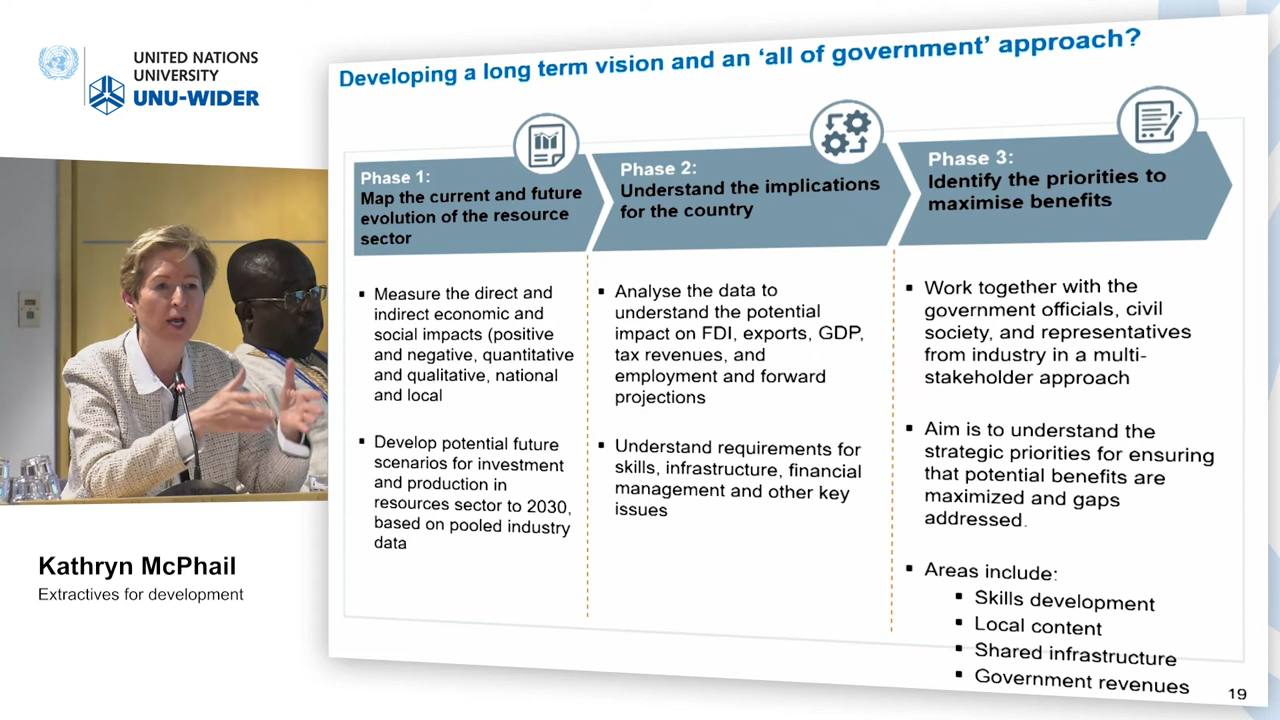 UNITED NATIONS
UNIVERSITY
UNU-WIDER
Developing a long term vision and an ‘all of government’ approach?
Phase 1:
Map the current and future
evolution of the resource
sector
Phase 2:
Understand the implications
for the country
Phase 3:
Identify the priorities to
maximise benefits
▪ Measure the direct and
indirect economic and
social impacts (positive
and negative, quantitative
and qualitative, national
and local
▪ Develop potential future
scenarios for investment
and production in
resources sector to 2030,
based on pooled industry
data
▪ Analyse the data to
understand the potential
impact on FDI, exports, GDP,
tax revenues, and
employment and forward
projections
▪ Understand requirements for
skills, infrastructure, financial
management and other key
issues
▪ Work together with the
government officials, civil
society, and representatives
from industry in a multi-
stakeholder approach
▪ Aim is to understand the
strategic priorities for ensuring
that potential benefits are
maximized and gaps
addressed.
▪ Areas include:
▪ Skills development
▪ Local content
▪ Shared infrastructure
▪ Government revenues
19
Kathryn McPhail
Extractives for development